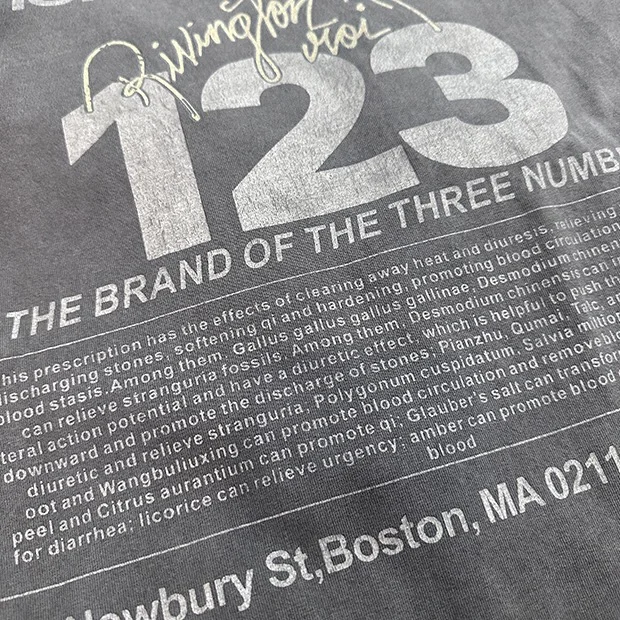 Rivington
roi
123
THE BRAND OF THE THREE NUMB
his prescription has the effects of clearing away heat and diuresis, relieving
discharging stones, softening qi and hardening, promoting blood circulation
blood stasis. Among them, Gallus gallus gallus gallinae, Desmodium chinen
can relieve stranguria fossils; Among them, Desmodium chinensis can
teral action potential and have a diuretic effect, which is helpful to push th
downward and promote the discharge of stones; Pianzhu, Qumai, Talc, a
diuretic and relieve stranguria; Polygonum cuspidatum, Salvia miltior
oot and Wangbuliuxing can promote blood circulation and removeb
peel and Citrus aurantium can promote qi; Glauber's salt can transfor
for diarrhea; licorice can relieve urgency; amber can promote blood
blood
Newbury St,Boston, MA 0211